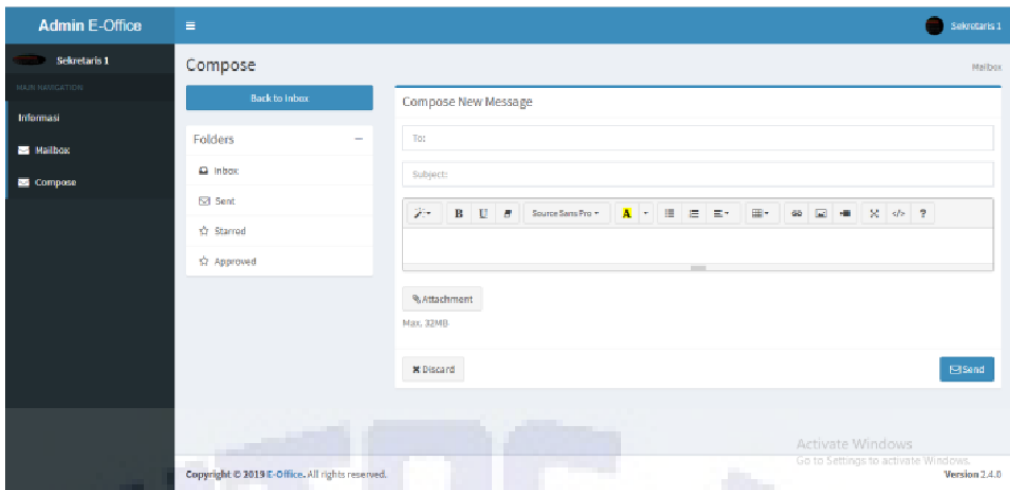 Admin E-Office
Sekretaris 1
Sekretaris 1
MAIN NAVIGATION
Informasi
Mailbox
Compose
Compose
Mailbox
Back to Inbox
Folders
Inbox
Sent
Starred
Approved
Compose New Message
To:
Subject:
B U Source Sans Pro A </> ?
Attachment
Max. 32MB
Discard
Send
Activate Windows
Go to Settings to activate Windows.
Copyright © 2019 E-Office. All rights reserved.
Version 2.4.0